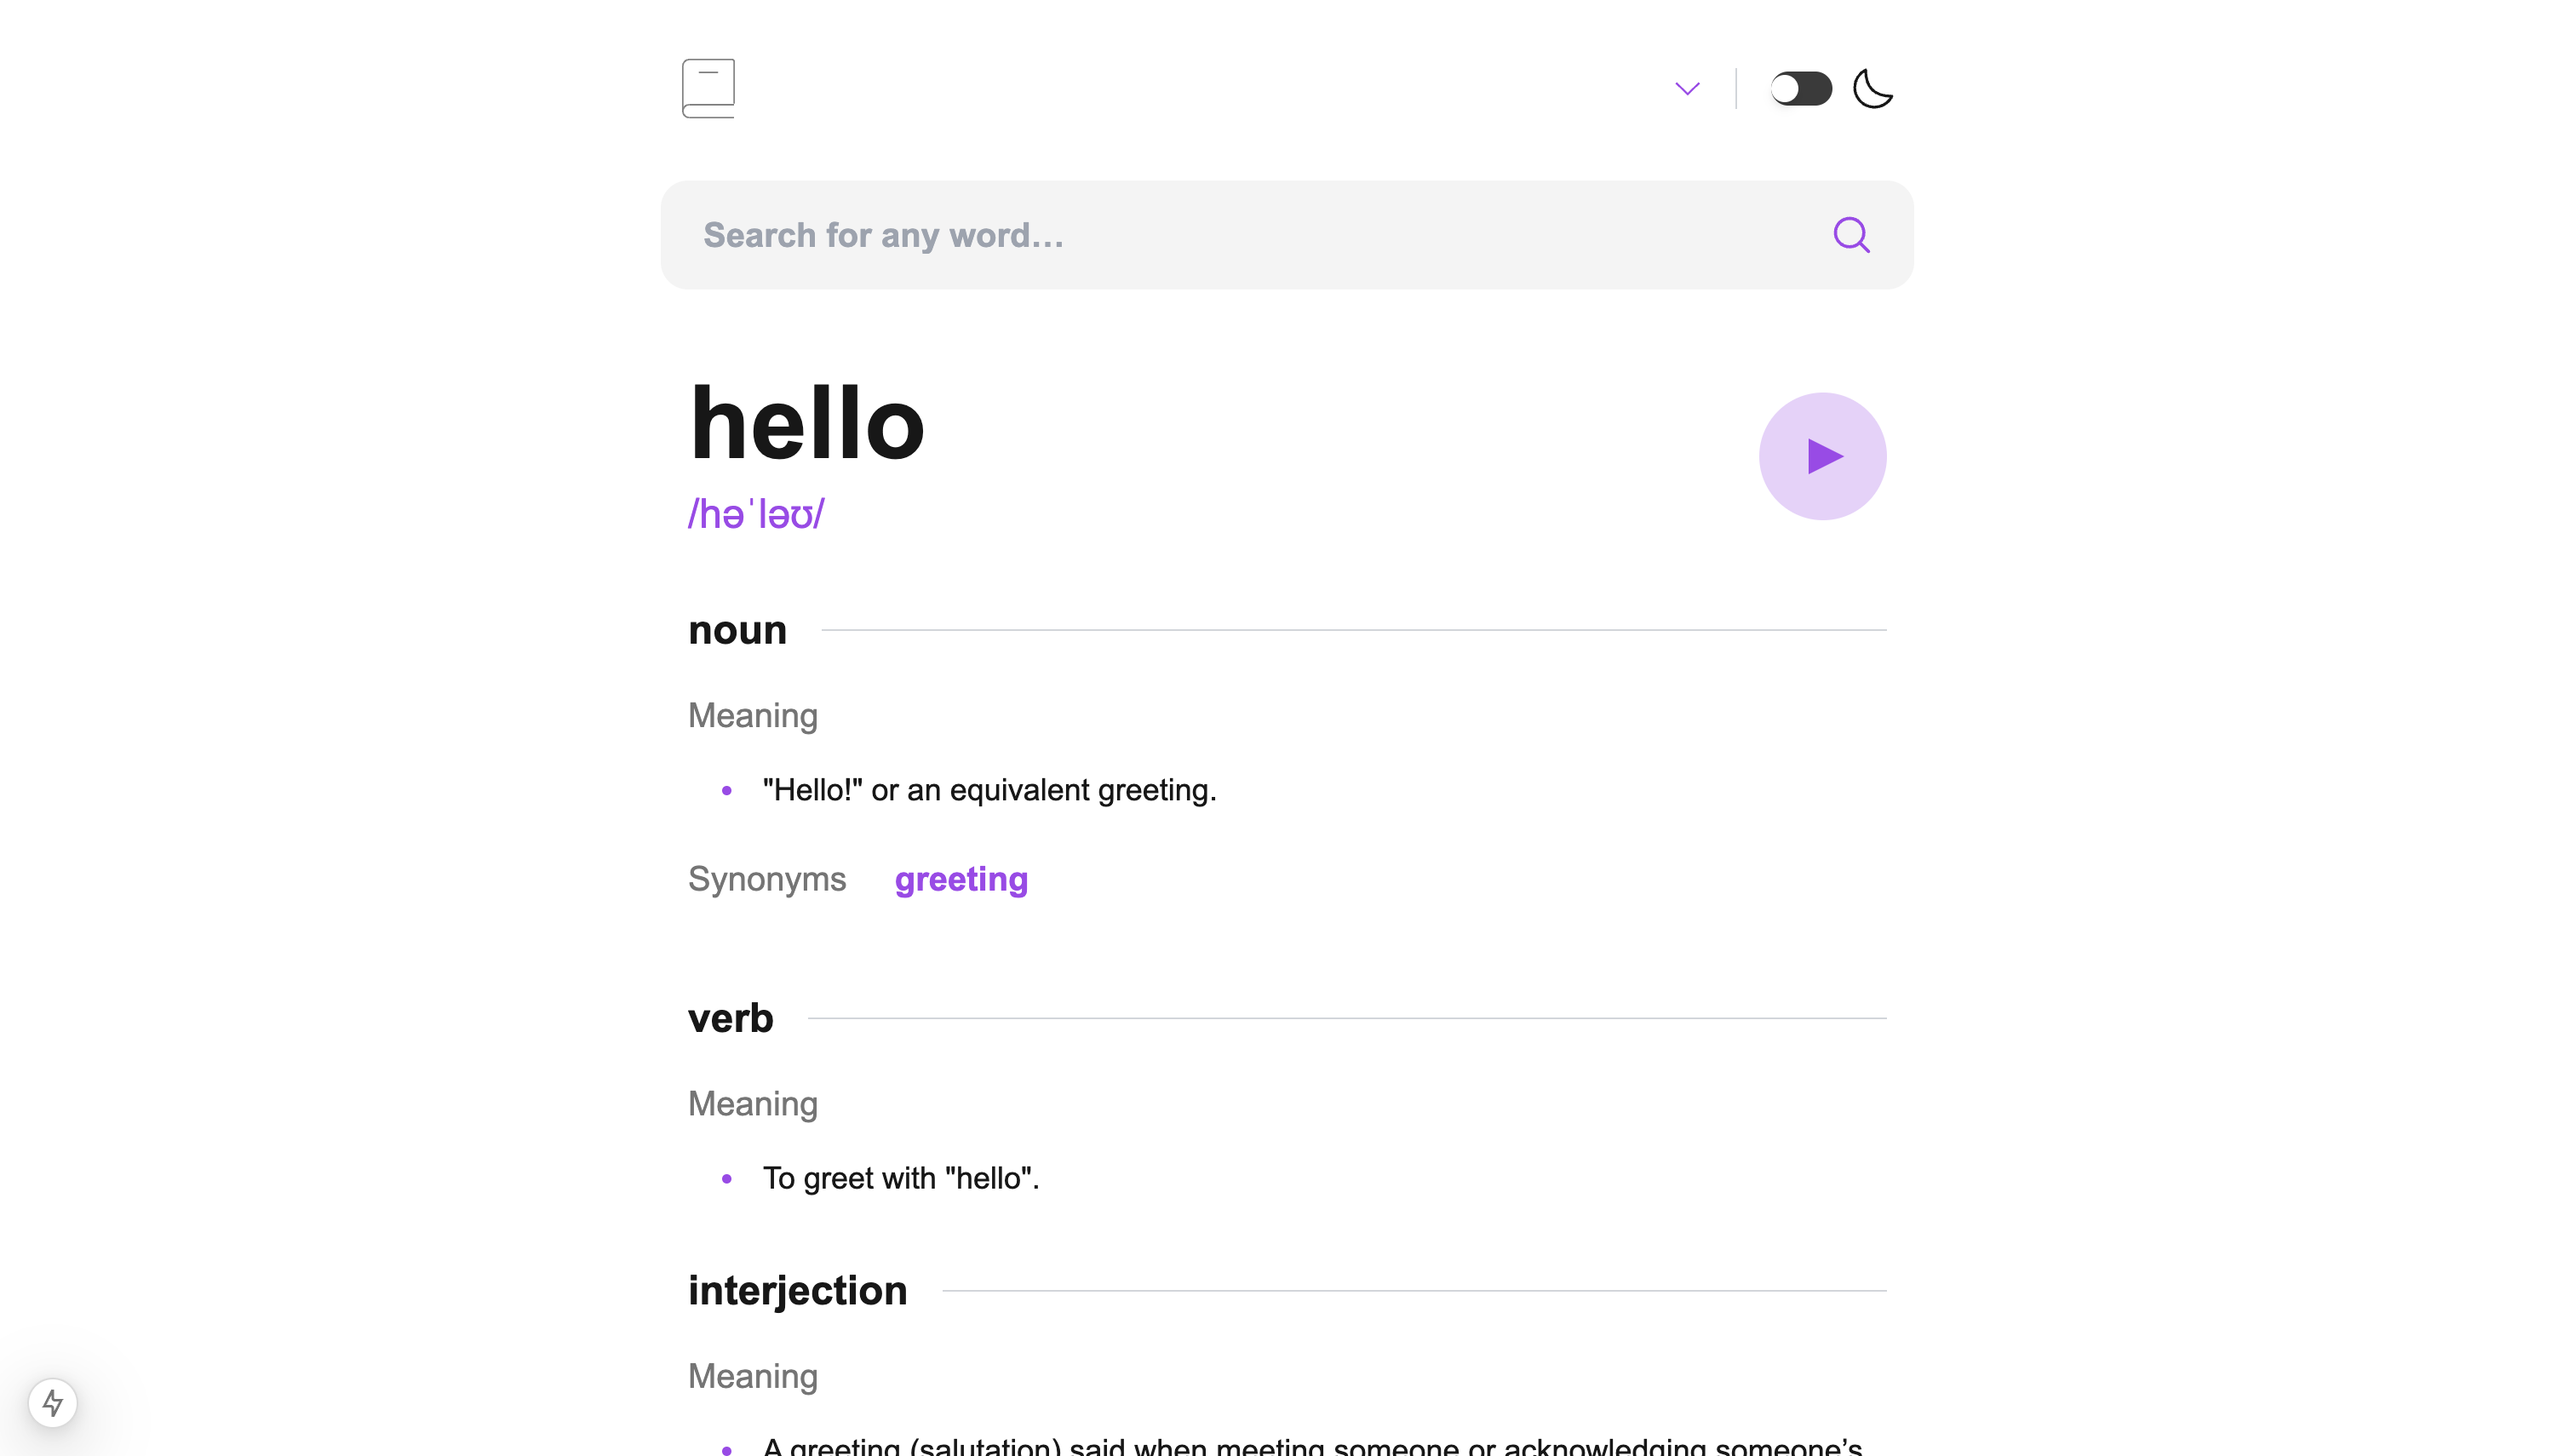 Search for any word…
hello
/həˈləʊ/
noun
Meaning
"Hello!" or an equivalent greeting.
Synonyms greeting
verb
Meaning
To greet with "hello".
interjection
Meaning
A greeting (salutation) said when meeting someone or acknowledging someone’s